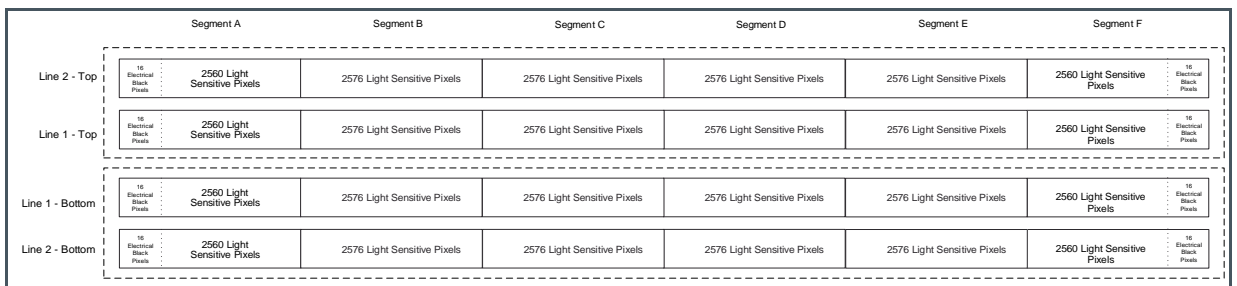 Segment A Segment B Segment C Segment D Segment E Segment F
Line 2 - Top
16
Electrical
Black
Pixels
2560 Light
Sensitive Pixels
2576 Light Sensitive Pixels
2576 Light Sensitive Pixels
2576 Light Sensitive Pixels
2576 Light Sensitive Pixels
2560 Light Sensitive
Pixels
16
Electrical
Black
Pixels
Line 1 - Top
16
Electrical
Black
Pixels
2560 Light
Sensitive Pixels
2576 Light Sensitive Pixels
2576 Light Sensitive Pixels
2576 Light Sensitive Pixels
2576 Light Sensitive Pixels
2560 Light Sensitive
Pixels
16
Electrical
Black
Pixels
Line 1 - Bottom
16
Electrical
Black
Pixels
2560 Light
Sensitive Pixels
2576 Light Sensitive Pixels
2576 Light Sensitive Pixels
2576 Light Sensitive Pixels
2576 Light Sensitive Pixels
2560 Light Sensitive
Pixels
16
Electrical
Black
Pixels
Line 2 - Bottom
16
Electrical
Black
Pixels
2560 Light
Sensitive Pixels
2576 Light Sensitive Pixels
2576 Light Sensitive Pixels
2576 Light Sensitive Pixels
2576 Light Sensitive Pixels
2560 Light Sensitive
Pixels
16
Electrical
Black
Pixels